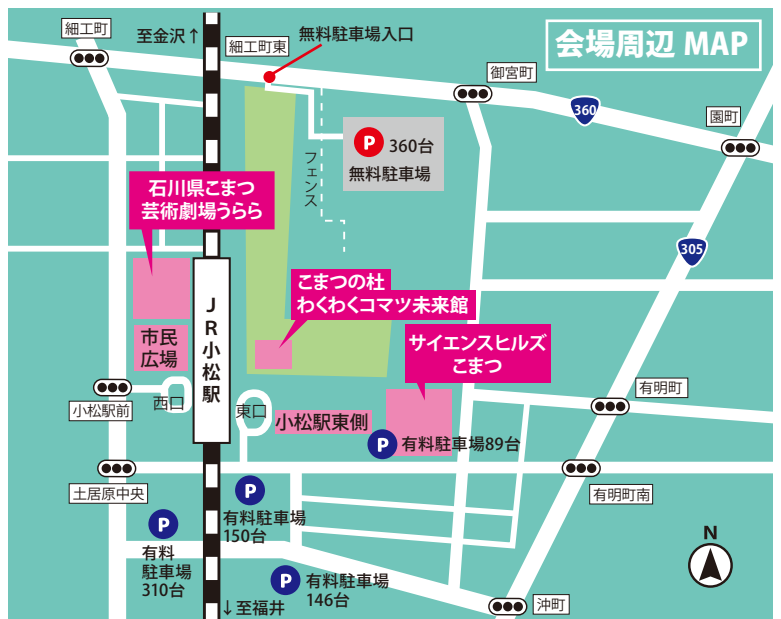 細工町
至金沢↑
細工町東
無料駐車場入口
会場周辺 MAP
御宮町
360
園町
P 360台
無料駐車場
フェンス
石川県こまつ
芸術劇場うらら
305
こまつの杜
わくわくコマツ未来館
JR小松駅
市民
広場
サイエンスヒルズ
こまつ
小松駅前
西口
東口
小松駅東側
有明町
P 有料駐車場89台
土居原中央
有明町南
P
有料駐車場
150台
P
有料
駐車場
310台
N
P 有料駐車場
146台
沖町
↓至福井